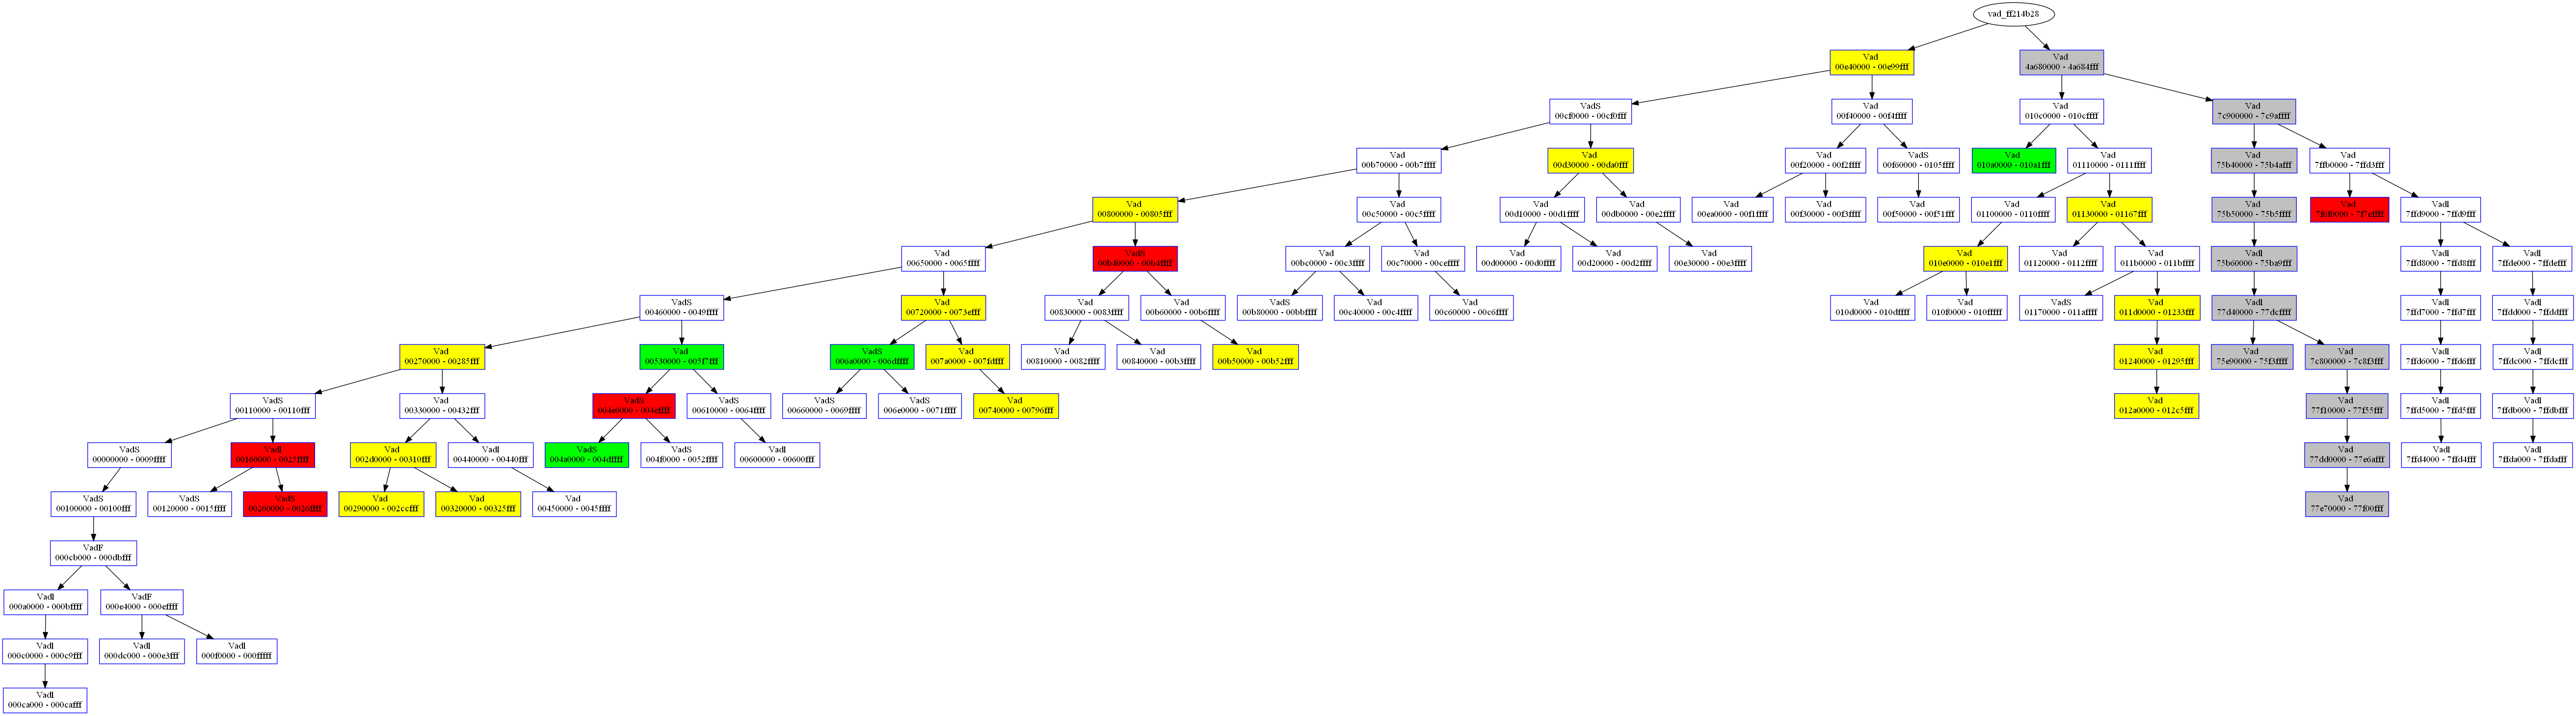 vad_ff214b28
Vad
00e40000 - 00e99fff
Vad
4a680000 - 4a684fff
VadS
00cf0000 - 00cf0fff
Vad
00f40000 - 00f4ffff
Vad
010c0000 - 010cffff
Vad
7c900000 - 7c9affff
Vad
00b70000 - 00b7ffff
Vad
00d30000 - 00da0fff
Vad
00f20000 - 00f2ffff
VadS
00f60000 - 0105ffff
Vad
010a0000 - 010a1fff
Vad
01110000 - 0111ffff
Vad
75b40000 - 75b4afff
Vad
7ffb0000 - 7ffd3fff
Vad
00800000 - 00805fff
Vad
00c50000 - 00c5ffff
Vad
00d10000 - 00d1ffff
Vad
00db0000 - 00e2ffff
Vad
00ea0000 - 00f1ffff
Vad
00f30000 - 00f3ffff
Vad
00f50000 - 00f51fff
Vad
01100000 - 0110ffff
Vad
01130000 - 01167fff
Vad
75b50000 - 75b5ffff
Vad
7f6f0000 - 7f7effff
Vadl
7ffd9000 - 7ffd9fff
Vad
00650000 - 0065ffff
VadS
00b40000 - 00b4ffff
Vad
00bc0000 - 00c3ffff
Vad
00c70000 - 00ceffff
Vad
00d00000 - 00d0ffff
Vad
00d20000 - 00d2ffff
Vad
00e30000 - 00e3ffff
Vad
010e0000 - 010e1fff
Vad
01120000 - 0112ffff
Vad
011b0000 - 011bffff
Vad
75b60000 - 75ba9fff
Vadl
7ffd8000 - 7ffd8fff
Vadl
7ffde000 - 7ffdefff
VadS
00460000 - 0049ffff
Vad
00720000 - 0073efff
Vad
00830000 - 0083ffff
Vad
00b60000 - 00b6ffff
VadS
00b80000 - 00bbffff
Vad
00c40000 - 00c4ffff
Vad
00c60000 - 00c6ffff
Vad
010d0000 - 010dffff
Vad
010f0000 - 010fffff
VadS
01170000 - 011affff
Vad
011d0000 - 01233fff
Vadl
77d40000 - 77dcffff
Vadl
7ffd7000 - 7ffd7fff
Vadl
7ffdd000 - 7ffddfff
Vad
00270000 - 00285fff
Vad
00530000 - 005f7fff
VadS
006a0000 - 006dffff
Vad
007a0000 - 007fdfff
Vad
00810000 - 0082ffff
Vad
00840000 - 00b3ffff
Vad
00b50000 - 00b52fff
Vad
01240000 - 01295fff
Vad
75e90000 - 75f3ffff
Vad
7c800000 - 7c8f3fff
Vadl
7ffd6000 - 7ffd6fff
Vadl
7ffdc000 - 7ffdcfff
VadS
00110000 - 00110fff
Vad
00330000 - 00432fff
VadS
004e0000 - 004effff
VadS
00610000 - 0064ffff
VadS
00660000 - 0069ffff
VadS
006e0000 - 0071ffff
Vad
00740000 - 00796fff
Vad
012a0000 - 012c5fff
Vad
77f10000 - 77f55fff
Vadl
7ffd5000 - 7ffd5fff
Vadl
7ffdb000 - 7ffdbfff
VadS
00000000 - 0009ffff
Vadl
00160000 - 0025ffff
Vad
002d0000 - 00310fff
Vadl
00440000 - 00440fff
VadS
004a0000 - 004dffff
VadS
004f0000 - 0052ffff
Vadl
00600000 - 00600fff
Vad
77dd0000 - 77e6afff
Vadl
7ffd4000 - 7ffd4fff
Vadl
7ffda000 - 7ffdafff
VadS
00100000 - 00100fff
VadS
00120000 - 0015ffff
VadS
00260000 - 0026ffff
Vad
00290000 - 002ccfff
Vad
00320000 - 00325fff
Vad
00450000 - 0045ffff
Vad
77e70000 - 77f00fff
VadF
000cb000 - 000dbfff
Vadl
000a0000 - 000bffff
VadF
000e4000 - 000effff
Vadl
000c0000 - 000c9fff
Vadl
000dc000 - 000e3fff
Vadl
000f0000 - 000fffff
Vadl
000ca000 - 000cafff